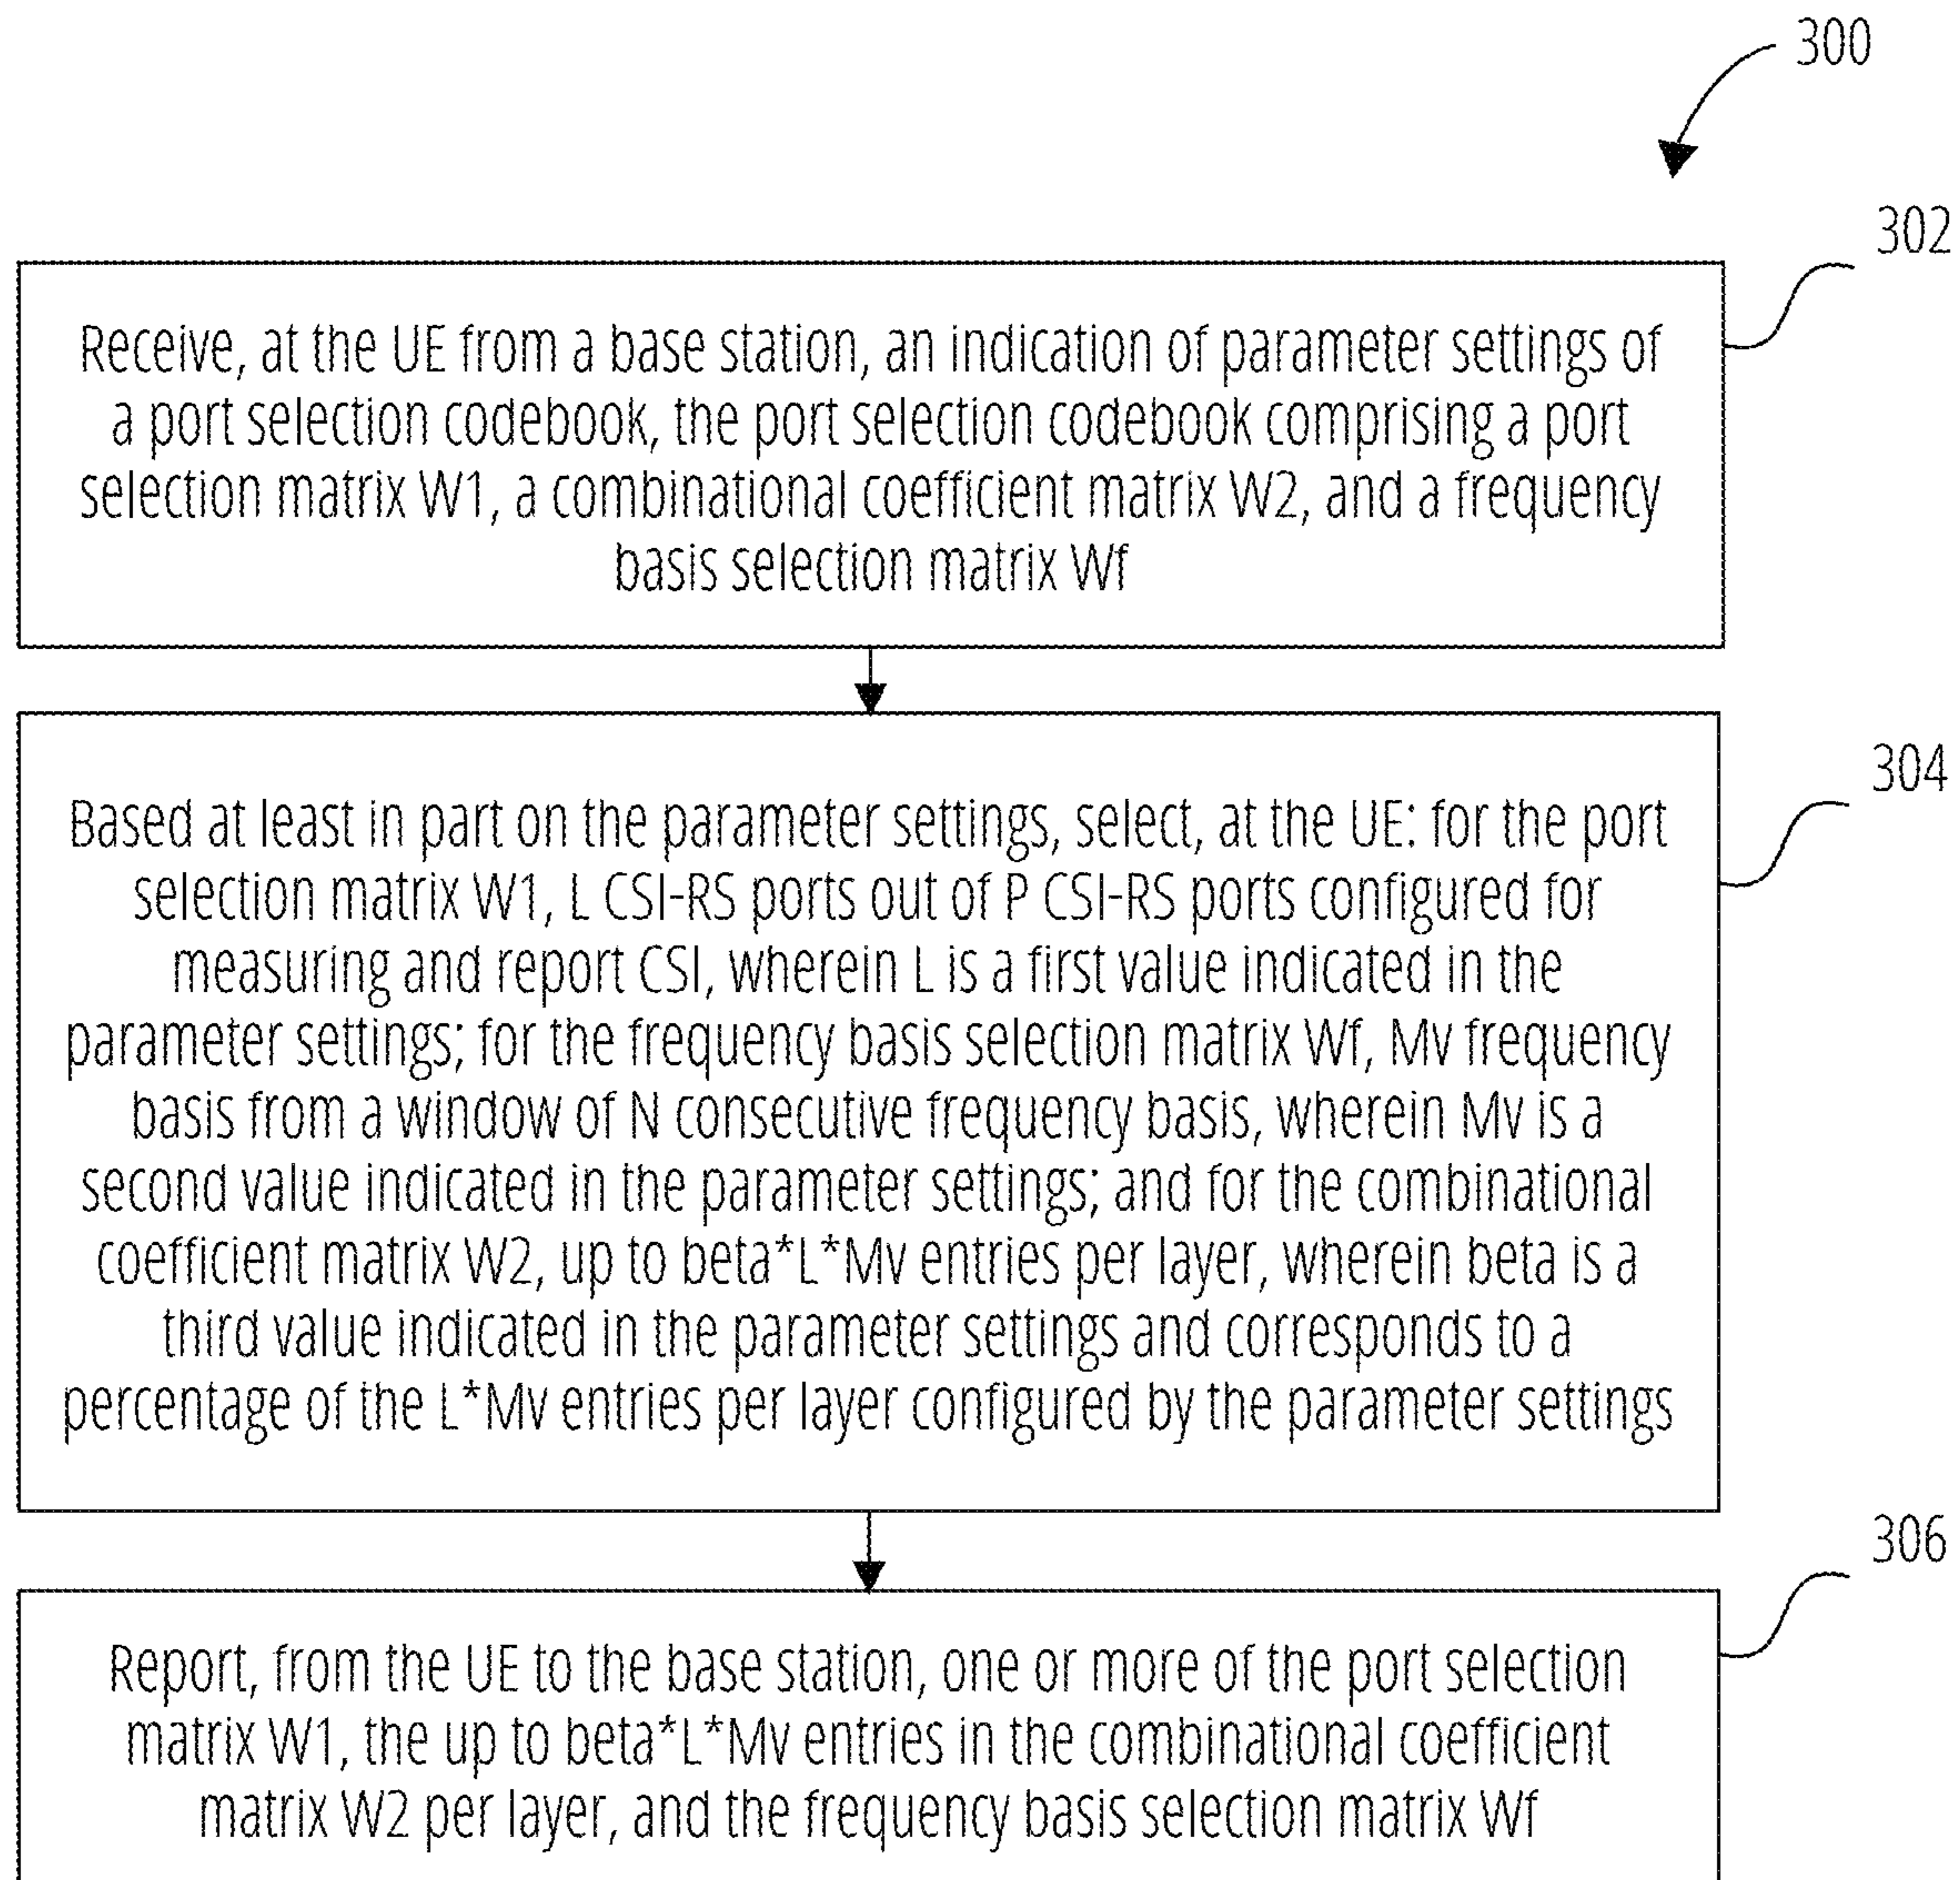 300
302
Receive, at the UE from a base station, an indication of parameter settings of
a port selection codebook, the port selection codebook comprising a port
selection matrix W1, a combinational coefficient matrix W2, and a frequency
basis selection matrix Wf
304
Based at least in part on the parameter settings, select, at the UE: for the port
selection matrix W1, L CSI-RS ports out of P CSI-RS ports configured for
measuring and report CSI, wherein L is a first value indicated in the
parameter settings; for the frequency basis selection matrix Wf, Mv frequency
basis from a window of N consecutive frequency basis, wherein Mv is a
second value indicated in the parameter settings; and for the combinational
coefficient matrix W2, up to beta*L*Mv entries per layer, wherein beta is a
third value indicated in the parameter settings and corresponds to a
percentage of the L*Mv entries per layer configured by the parameter settings
306
Report, from the UE to the base station, one or more of the port selection
matrix W1, the up to beta*L*Mv entries in the combinational coefficient
matrix W2 per layer, and the frequency basis selection matrix Wf